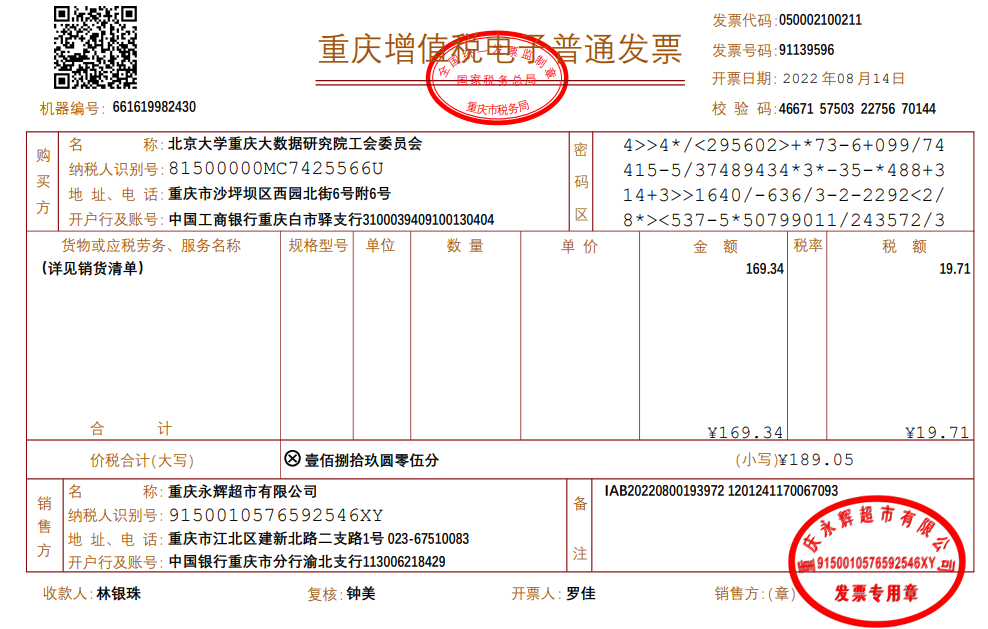 重庆增值税电子普通发票
全国统一发票监制章
国家税务总局
重庆市税务局
发票代码:050002100211
发票号码:91139596
开票日期: 2022 年08 月14日
机器编号: 661619982430
校 验 码:46671 57503 22756 70144
购买方
名 称:北京大学重庆大数据研究院工会委员会
纳税人识别号:81500000MC7425566U
地 址、电 话:重庆市沙坪坝区西园北街6号附6号
开户行及账号:中国工商银行重庆白市驿支行3100039409100130404
密码区
4>>4*/<295602>+*73-6+099/74
415-5/37489434*3*-35-*488+3
14+3>>1640/-636/3-2-2292<2/
8*><537-5*50799011/243572/3
货物或应税劳务、服务名称 规格型号 单位 数 量 单 价 金 额 税率 税 额
(详见销货清单) 169.34 19.71
合 计 ¥169.34 ¥19.71
价税合计(大写) ⊗ 壹佰捌拾玖圆零伍分 (小写)¥189.05
销售方
名 称:重庆永辉超市有限公司
纳税人识别号:9150010576592546XY
地 址、电 话:重庆市江北区建新北路二支路1号 023-67510083
开户行及账号:中国银行重庆市分行渝北支行113006218429
备注
IAB20220800193972 1201241170067093
重庆永辉超市有限公司
9150010576592546XY
发票专用章
收款人:林银珠 复核:钟美 开票人:罗佳 销售方:(章)